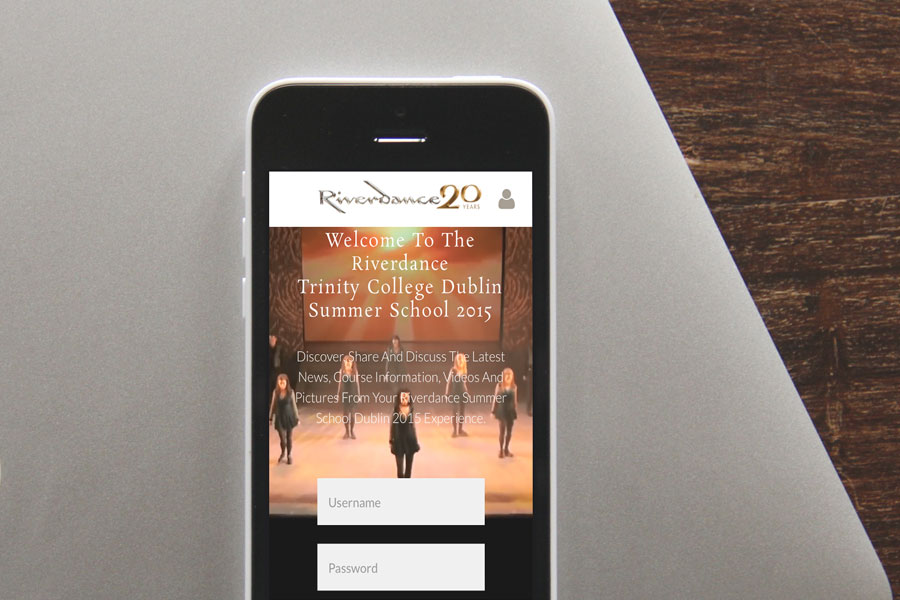 Riverdance 20
YEARS
Welcome To The
Riverdance
Trinity College Dublin
Summer School 2015
Discover, Share And Discuss The Latest
News, Course Information, Videos And
Pictures From Your Riverdance Summer
School Dublin 2015 Experience.
Username
Password